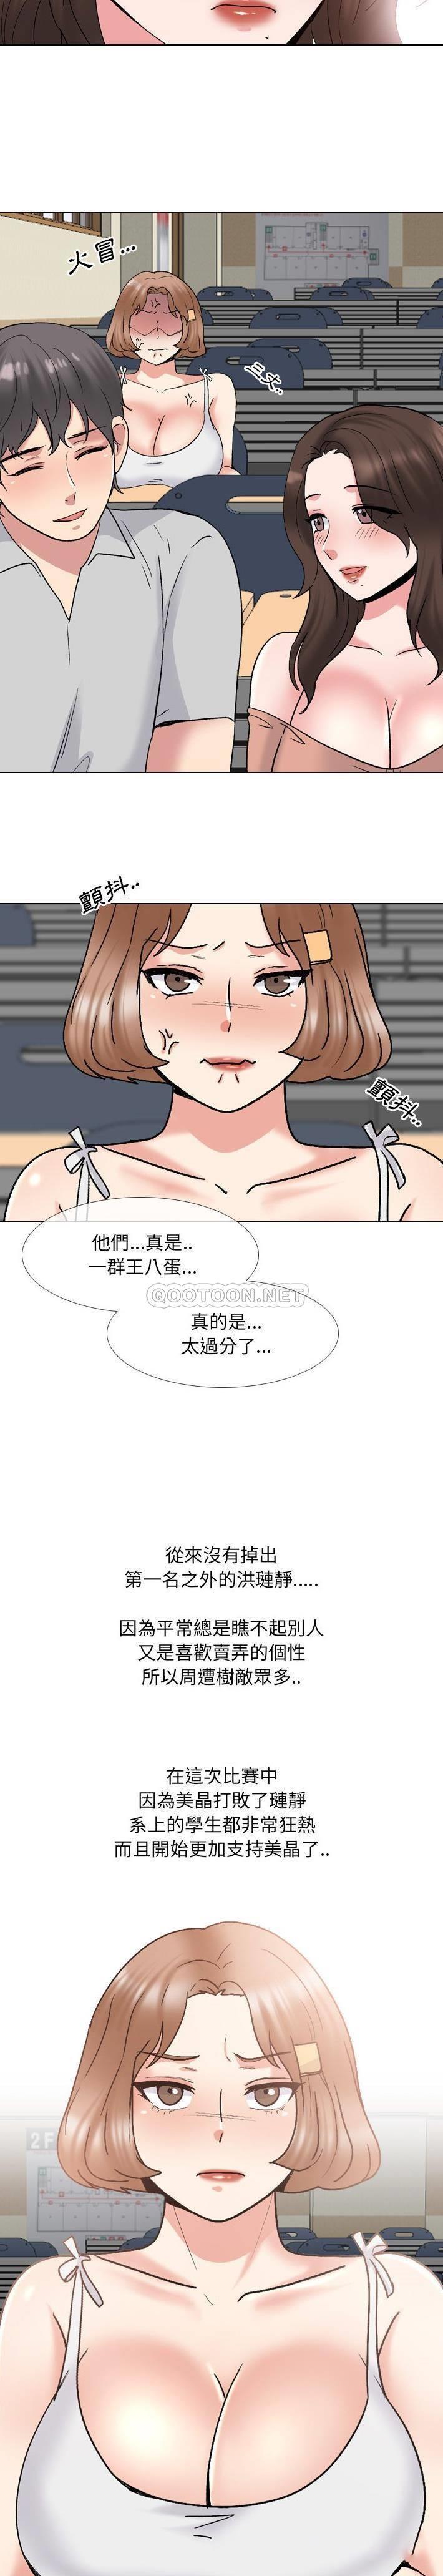 火冒...
三丈..
顫抖..
顫抖..
他們...真是..
一群王八蛋...
QOOTOON.NET
真的是...
太過分了...
從來沒有掉出
第一名之外的洪璉靜.....
因為平常總是瞧不起別人
又是喜歡賣弄的個性
所以周遭樹敵眾多..
在這次比賽中
因為美晶打敗了璉靜
系上的學生都非常狂熱
而且開始更加支持美晶了..
2F